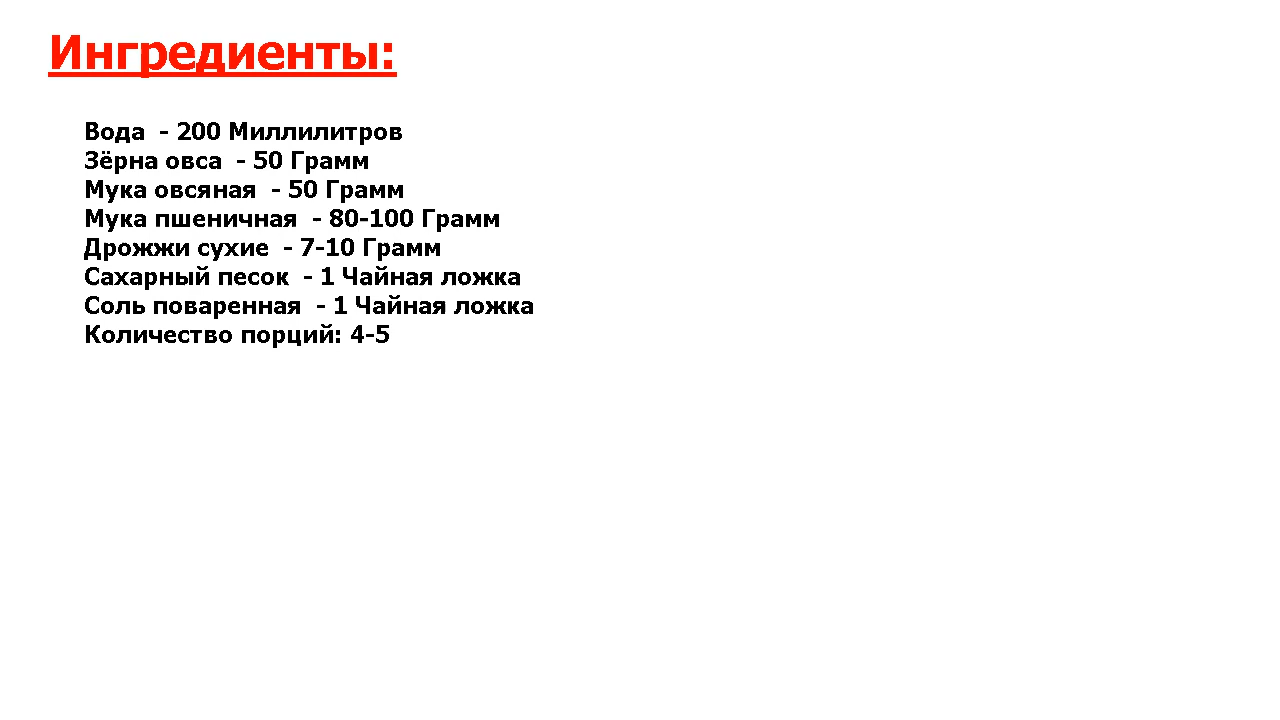 Ингредиенты:
Вода  - 200 Миллилитров
Зёрна овса  - 50 Грамм
Мука овсяная  - 50 Грамм
Мука пшеничная  - 80-100 Грамм
Дрожжи сухие  - 7-10 Грамм
Сахарный песок  - 1 Чайная ложка
Соль поваренная  - 1 Чайная ложка
Количество порций: 4-5